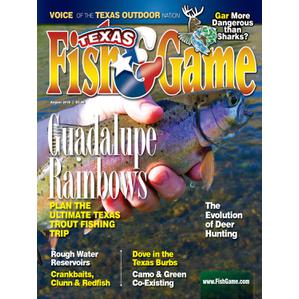 VOICE OF THE TEXAS OUTDOOR NATION
Gar More
Dangerous
than
Sharks?
TEXAS
Fish & Game
Guadalupe
Rainbows
PLAN THE
ULTIMATE TEXAS
TROUT FISHING
TRIP
The
Evolution
of Deer
Hunting
Rough Water
Reservoirs
Dove in the
Texas Burbs
Crankbaits,
Clunn & Redfish
Camo & Green
Co-Existing
www.FishGame.com